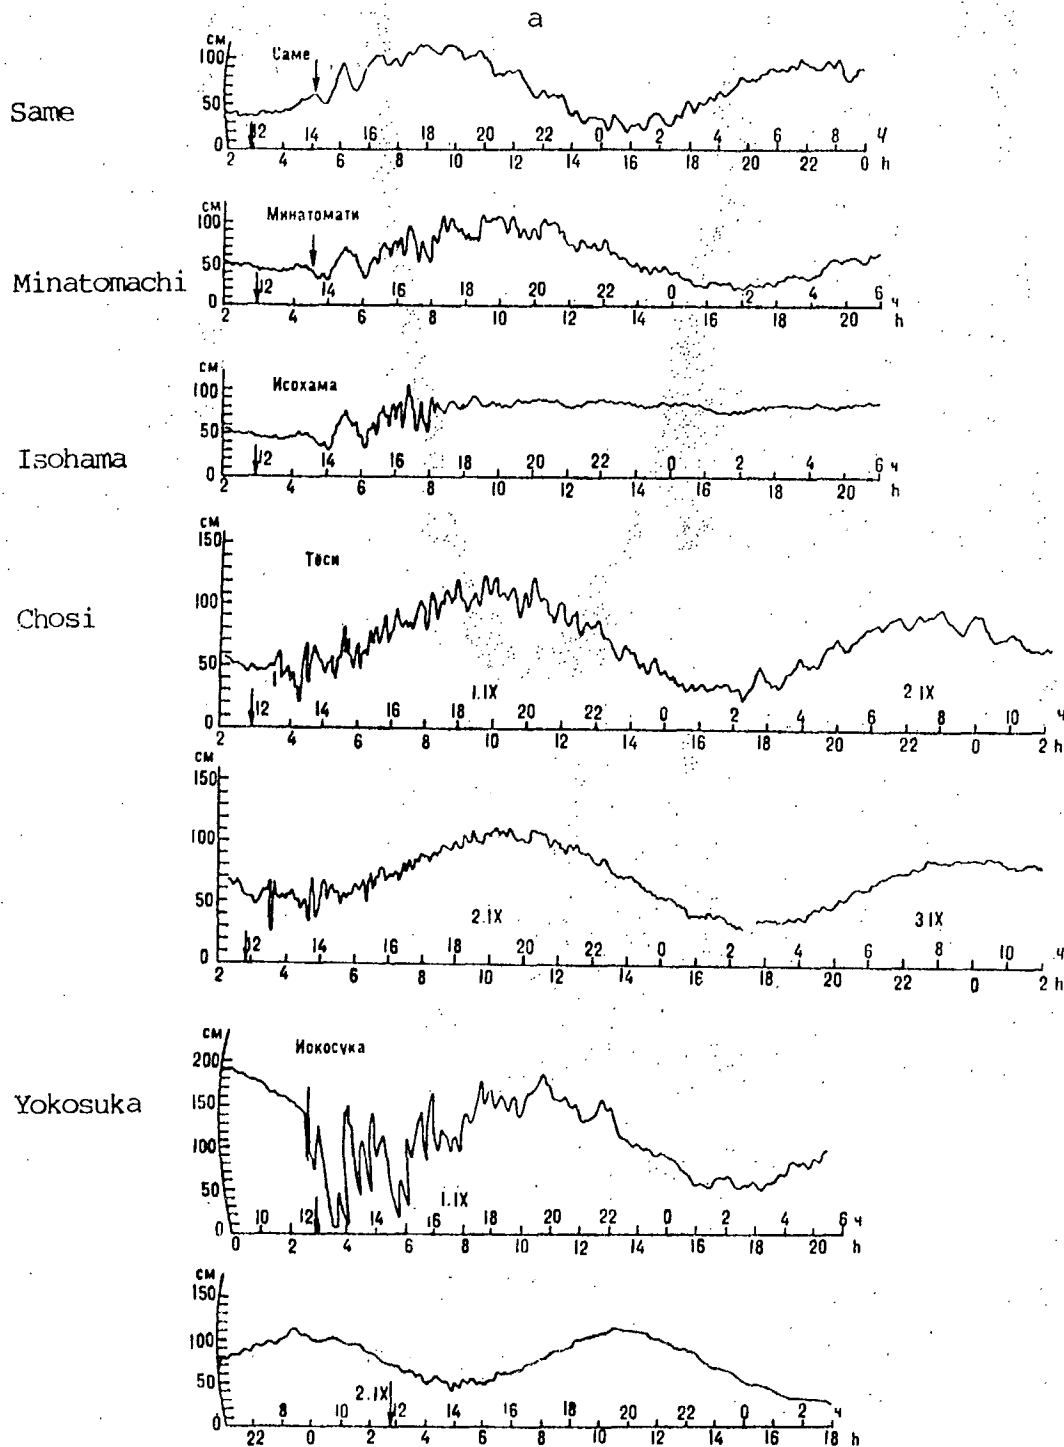 a
см
100
Саме
50
Same
12 14 16 18 20 22 0 2 4 6 8 ч
0
2 4 6 8 10 12 14 16 18 20 22 0 h
см
100
Минатомати
50
Minatomachi
12 14 16 18 20 22 0 2 4 6 ч
0
2 4 6 8 10 12 14 16 18 20 h
см
100
Исохама
50
Isohama
12 14 16 18 20 22 0 2 4 6 ч
0
2 4 6 8 10 12 14 16 18 20 h
см
150
Тёси
100
Chosi
50
1.IX 2 IX
12 14 16 18 20 22 0 2 4 6 8 10 ч
0
2 4 6 8 10 12 14 16 18 20 22 0 2 h
см
150
100
50
2.IX 3 IX
12 14 16 18 20 22 0 2 4 6 8 10 ч
0
2 4 6 8 10 12 14 16 18 20 22 0 2 h
см
Иокосука
200
150
Yokosuka
100
50
1.IX
10 12 14 16 18 20 22 0 2 4 6 ч
0
0 2 4 6 8 10 12 14 16 18 20 h
см
150
100
50
2.IX
8 10 12 14 16 18 20 22 0 2 ч
0
22 0 2 4 6 8 10 12 14 16 18 h